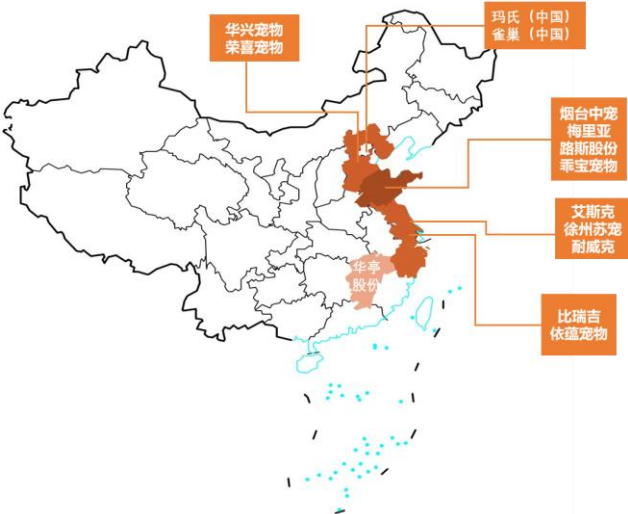 华兴宠物
荣喜宠物
玛氏（中国）
雀巢（中国）
烟台中宠
梅里亚
路斯股份
乖宝宠物
艾斯克
徐州苏宠
耐威克
华亭
股份
比瑞吉
依蕴宠物